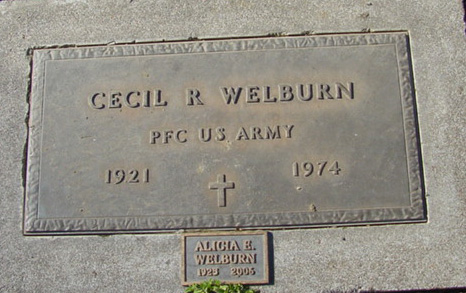 CECIL R WELBURN
PFC US ARMY
1921 1974
ALICIA E.
WELBURN
1923 2005